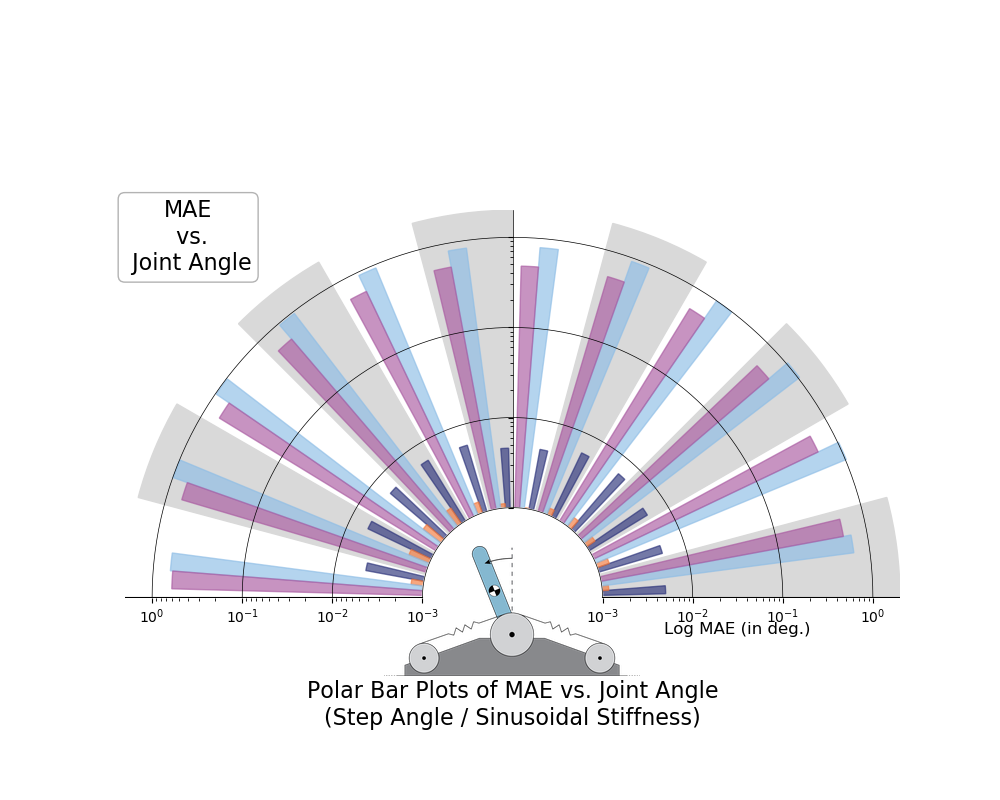 MAE
vs.
Joint Angle
10⁰ 10⁻¹ 10⁻² 10⁻³ 10⁻³ 10⁻² 10⁻¹ 10⁰
Log MAE (in deg.)
Polar Bar Plots of MAE vs. Joint Angle
(Step Angle / Sinusoidal Stiffness)